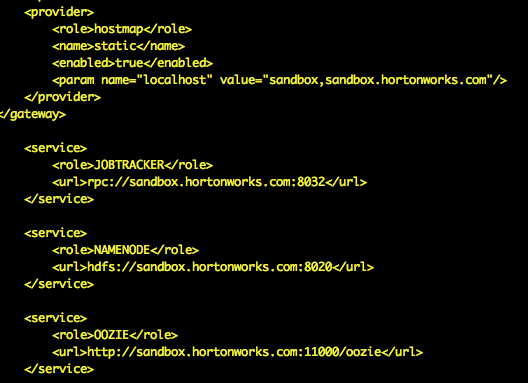 <provider>
<role>hostmap</role>
<name>static</name>
<enabled>true</enabled>
<param name="localhost" value="sandbox,sandbox.hortonworks.com"/>
</provider>
</gateway>
<service>
<role>JOBTRACKER</role>
<url>rpc://sandbox.hortonworks.com:8032</url>
</service>
<service>
<role>NAMENODE</role>
<url>hdfs://sandbox.hortonworks.com:8020</url>
</service>
<service>
<role>OOZIE</role>
<url>http://sandbox.hortonworks.com:11000/oozie</url>
</service>